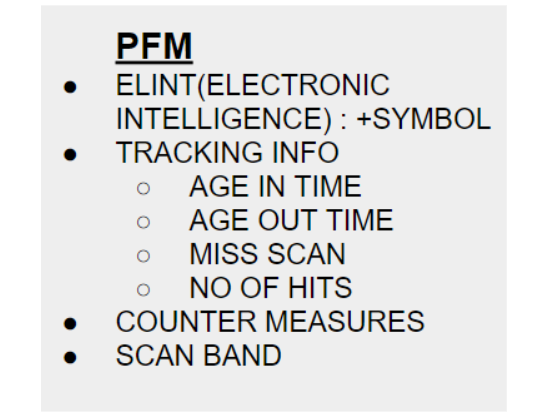 PFM
● ELINT(ELECTRONIC
INTELLIGENCE) : +SYMBOL
● TRACKING INFO
○ AGE IN TIME
○ AGE OUT TIME
○ MISS SCAN
○ NO OF HITS
● COUNTER MEASURES
● SCAN BAND